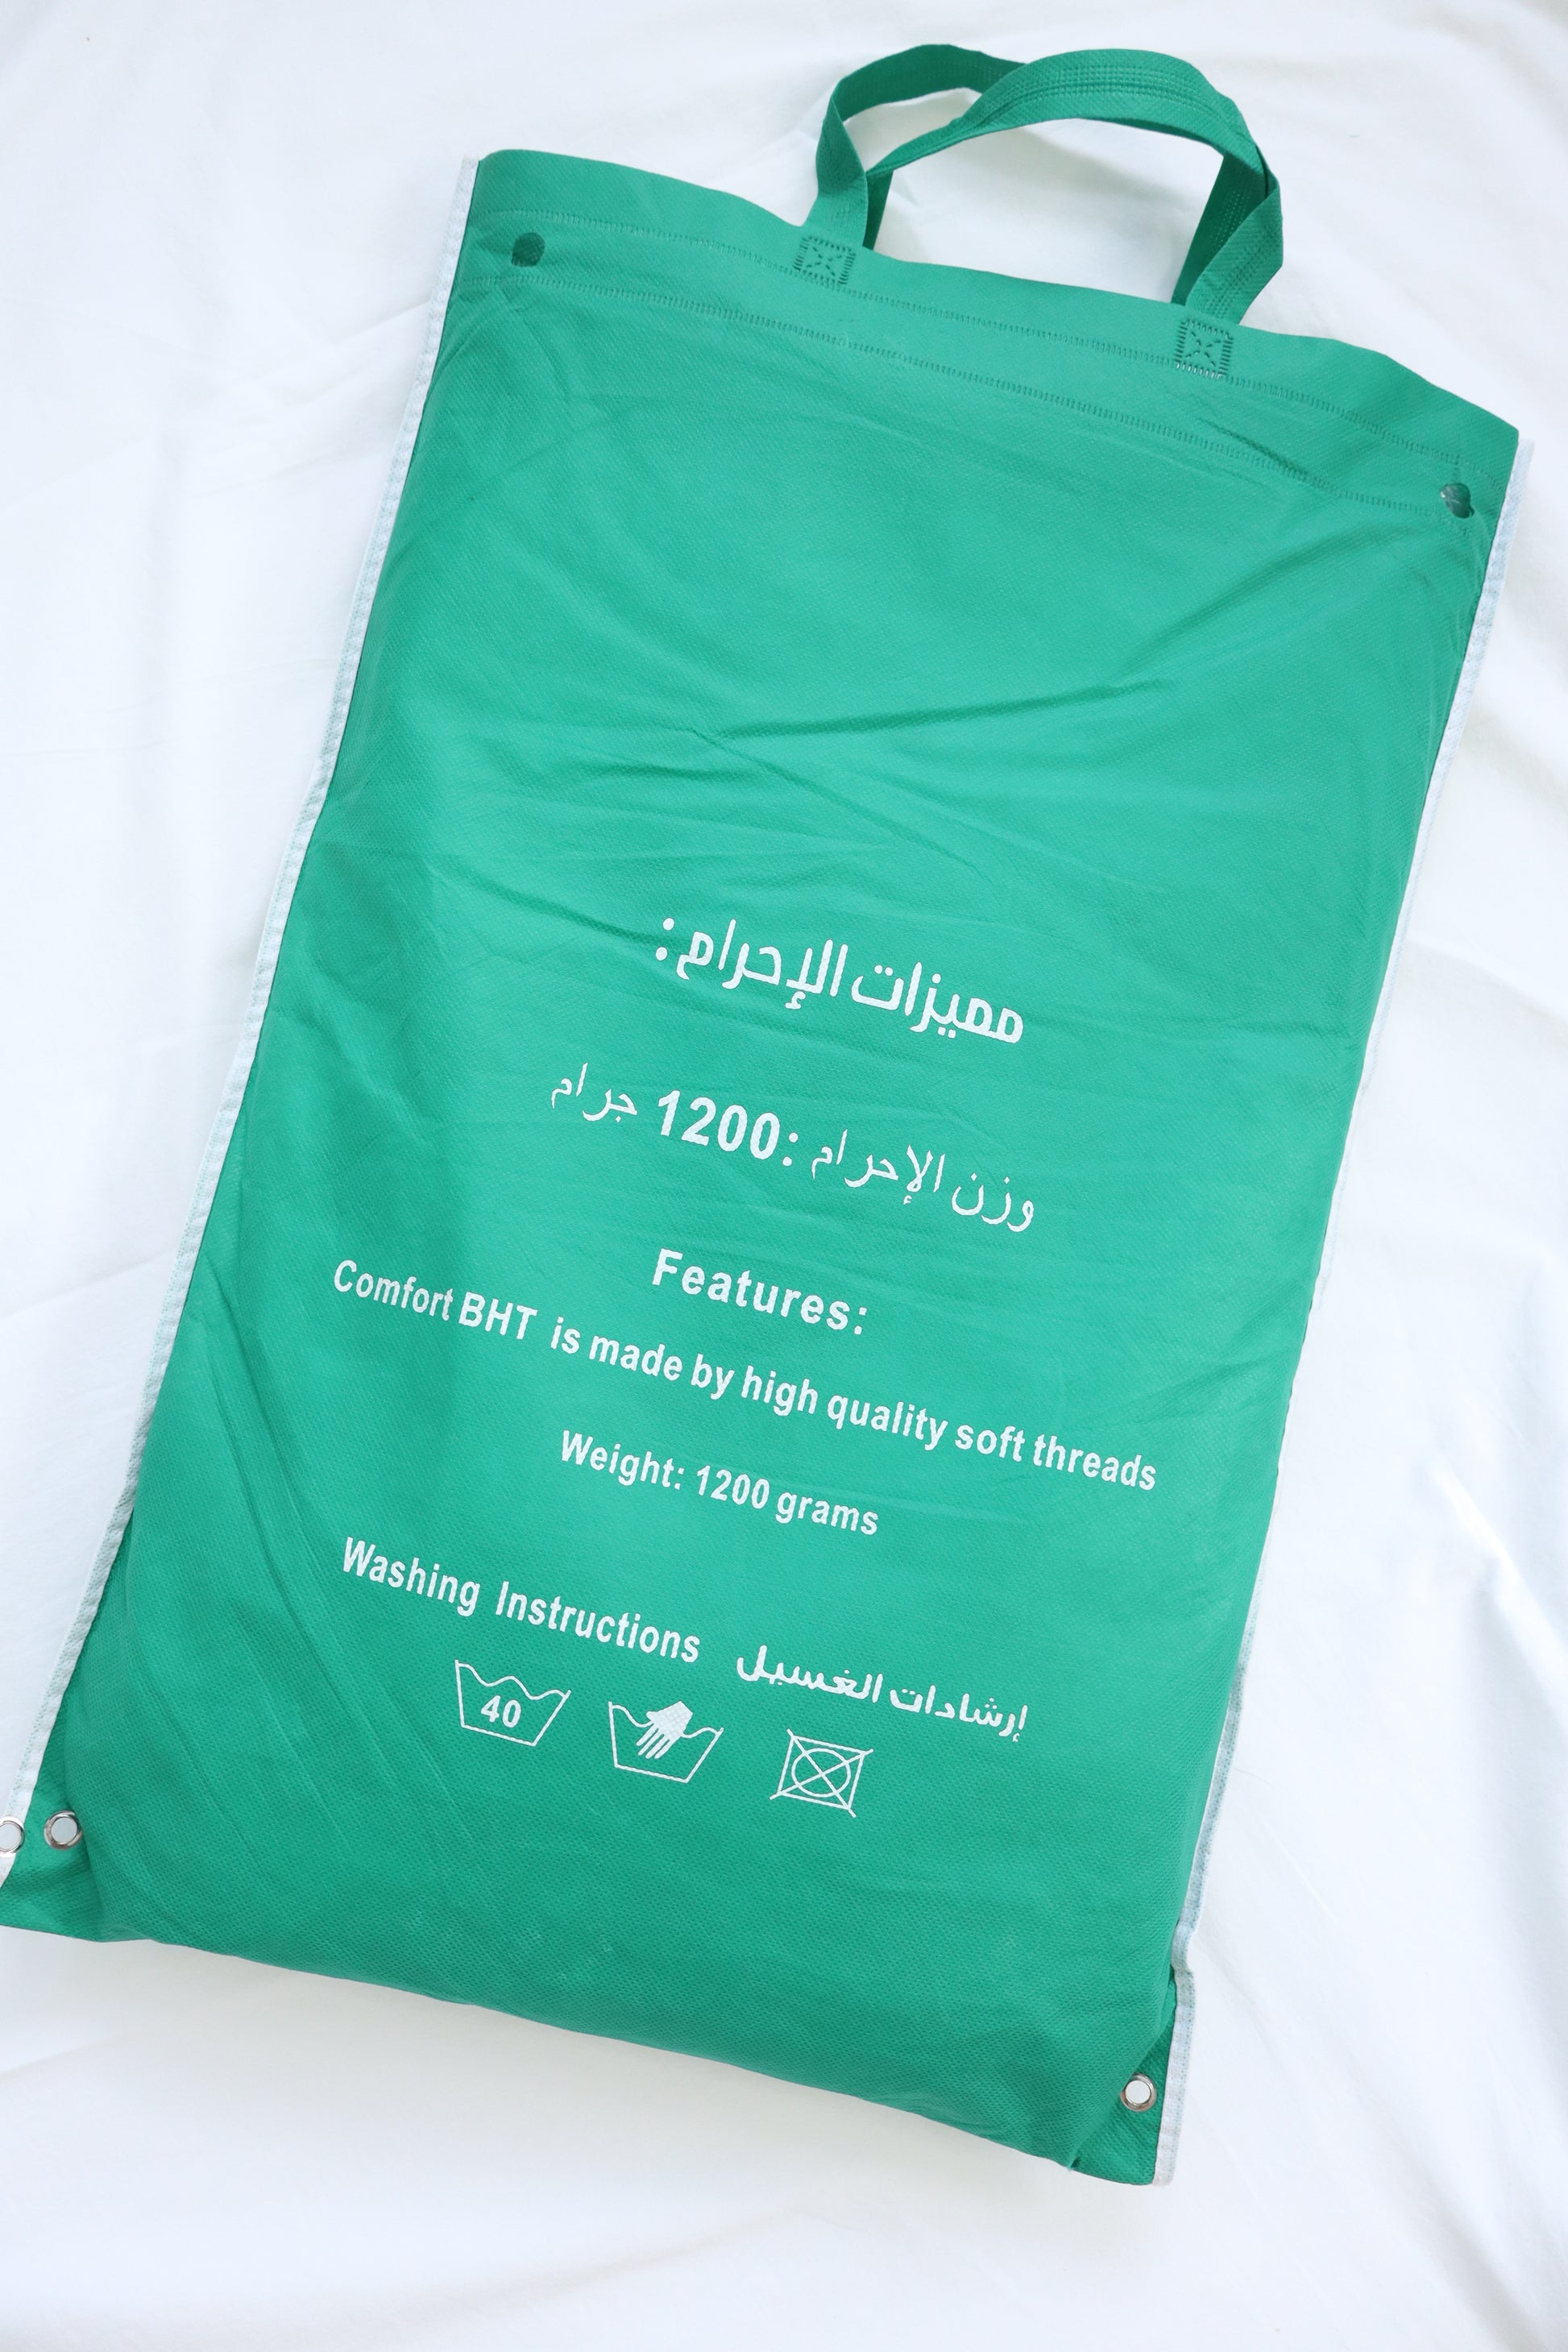 مميزات الإحرام :
وزن الإحرام :1200 جرام
Features:
Comfort BHT is made by high quality soft threads
Weight: 1200 grams
Washing Instructions إرشادات الغسيل
40